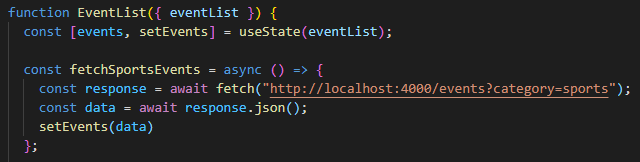 function EventList({ eventList }) {
  const [events, setEvents] = useState(eventList);

  const fetchSportsEvents = async () => {
    const response = await fetch("http://localhost:4000/events?category=sports");
    const data = await response.json();
    setEvents(data)
  };